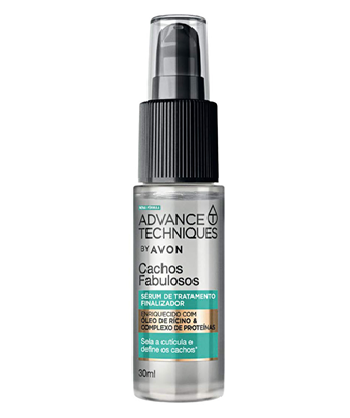 ADVANCE
TECHNIQUES
BY AVON
Cachos
Fabulosos
SÉRUM DE TRATAMENTO
FINALIZADOR
ENRIQUECIDO COM
ÓLEO DE RÍCINO &
COMPLEXO DE PROTEÍNAS
Sela a cutícula e
define os cachos*
30ml